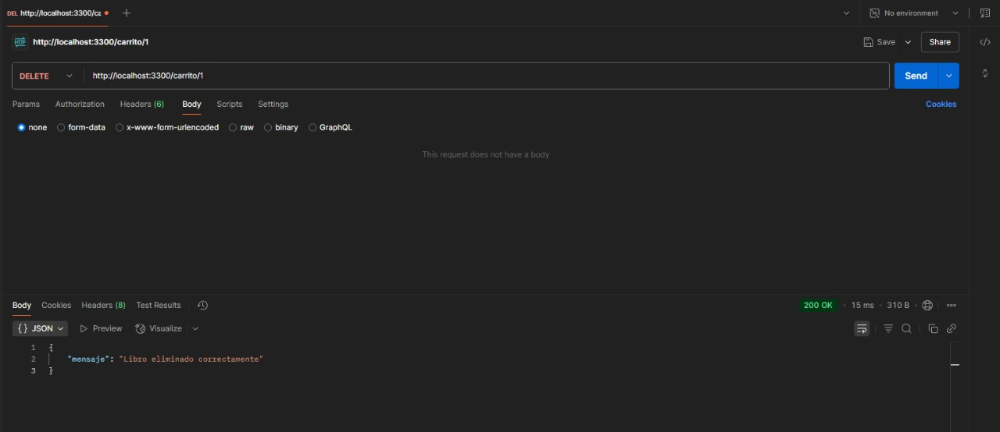 DEL http://localhost:3300/ca
No environment
HTTP http://localhost:3300/carrito/1
Save
Share
DELETE http://localhost:3300/carrito/1
Send
Params Authorization Headers (6) Body Scripts Settings
Cookies
none form-data x-www-form-urlencoded raw binary GraphQL
This request does not have a body
Body Cookies Headers (8) Test Results
200 OK • 15 ms • 310 B
{} JSON Preview Visualize
1 {
2 "mensaje": "Libro eliminado correctamente"
3 }